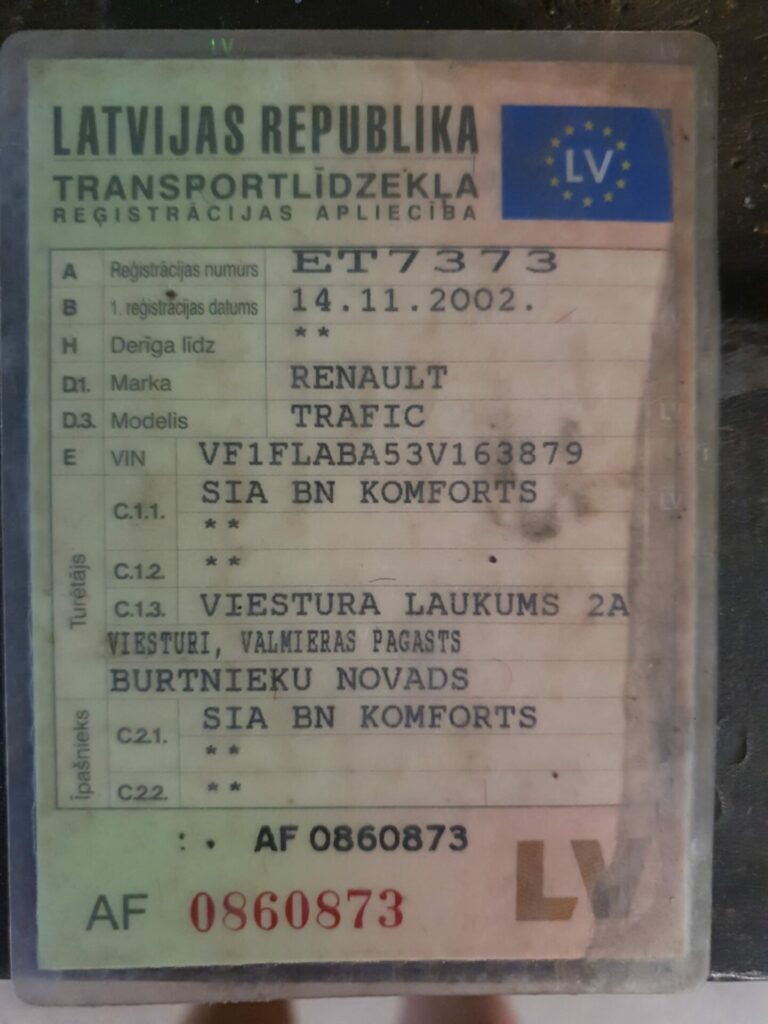 LATVIJAS REPUBLIKA
TRANSPORTLĪDZEKĻA
REĢISTRĀCIJAS APLIECĪBA
LV
A Reģistrācijas numurs ET7373
B 1. reģistrācijas datums 14.11.2002.
H Derīga līdz **
D.1. Marka RENAULT
D.3. Modelis TRAFIC
E VIN VF1FLABA53V163879
Turētājs
C.1.1. SIA BN KOMFORTS
**
C.1.2. **
C.1.3. VIESTURA LAUKUMS 2A
VIESTURI, VALMIERAS PAGASTS
BURTNIEKU NOVADS
Īpašnieks
C.2.1. SIA BN KOMFORTS
**
C.2.2. **
AF 0860873
AF 0860873
LV